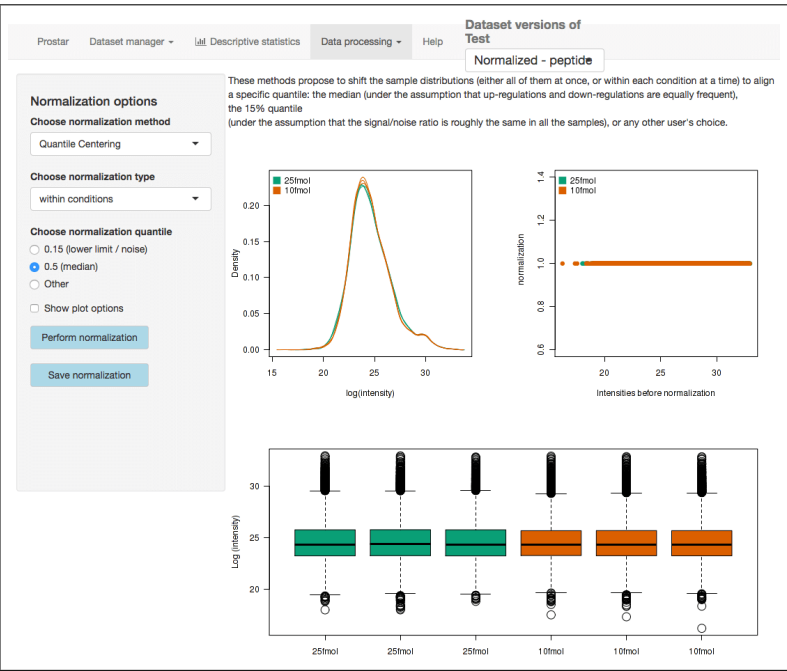 Prostar
Dataset manager
Descriptive statistics
Data processing
Help
Dataset versions of
Test
Normalized - peptide
Normalization options
Choose normalization method
Quantile Centering
Choose normalization type
within conditions
Choose normalization quantile
0.15 (lower limit / noise)
0.5 (median)
Other
Show plot options
Perform normalization
Save normalization
These methods propose to shift the sample distributions (either all of them at once, or within each condition at a time) to align
a specific quantile: the median (under the assumption that up-regulations and down-regulations are equally frequent),
the 15% quantile
(under the assumption that the signal/noise ratio is roughly the same in all the samples), or any other user's choice.
25fmol
10fmol
0.20
0.15
0.10
0.05
0.00
Density
15 20 25 30
log(intensity)
25fmol
10fmol
1.4
1.2
1.0
0.8
0.6
normalization
20 25 30
Intensities before normalization
30
25
20
Log (intensity)
25fmol 25fmol 25fmol 10fmol 10fmol 10fmol